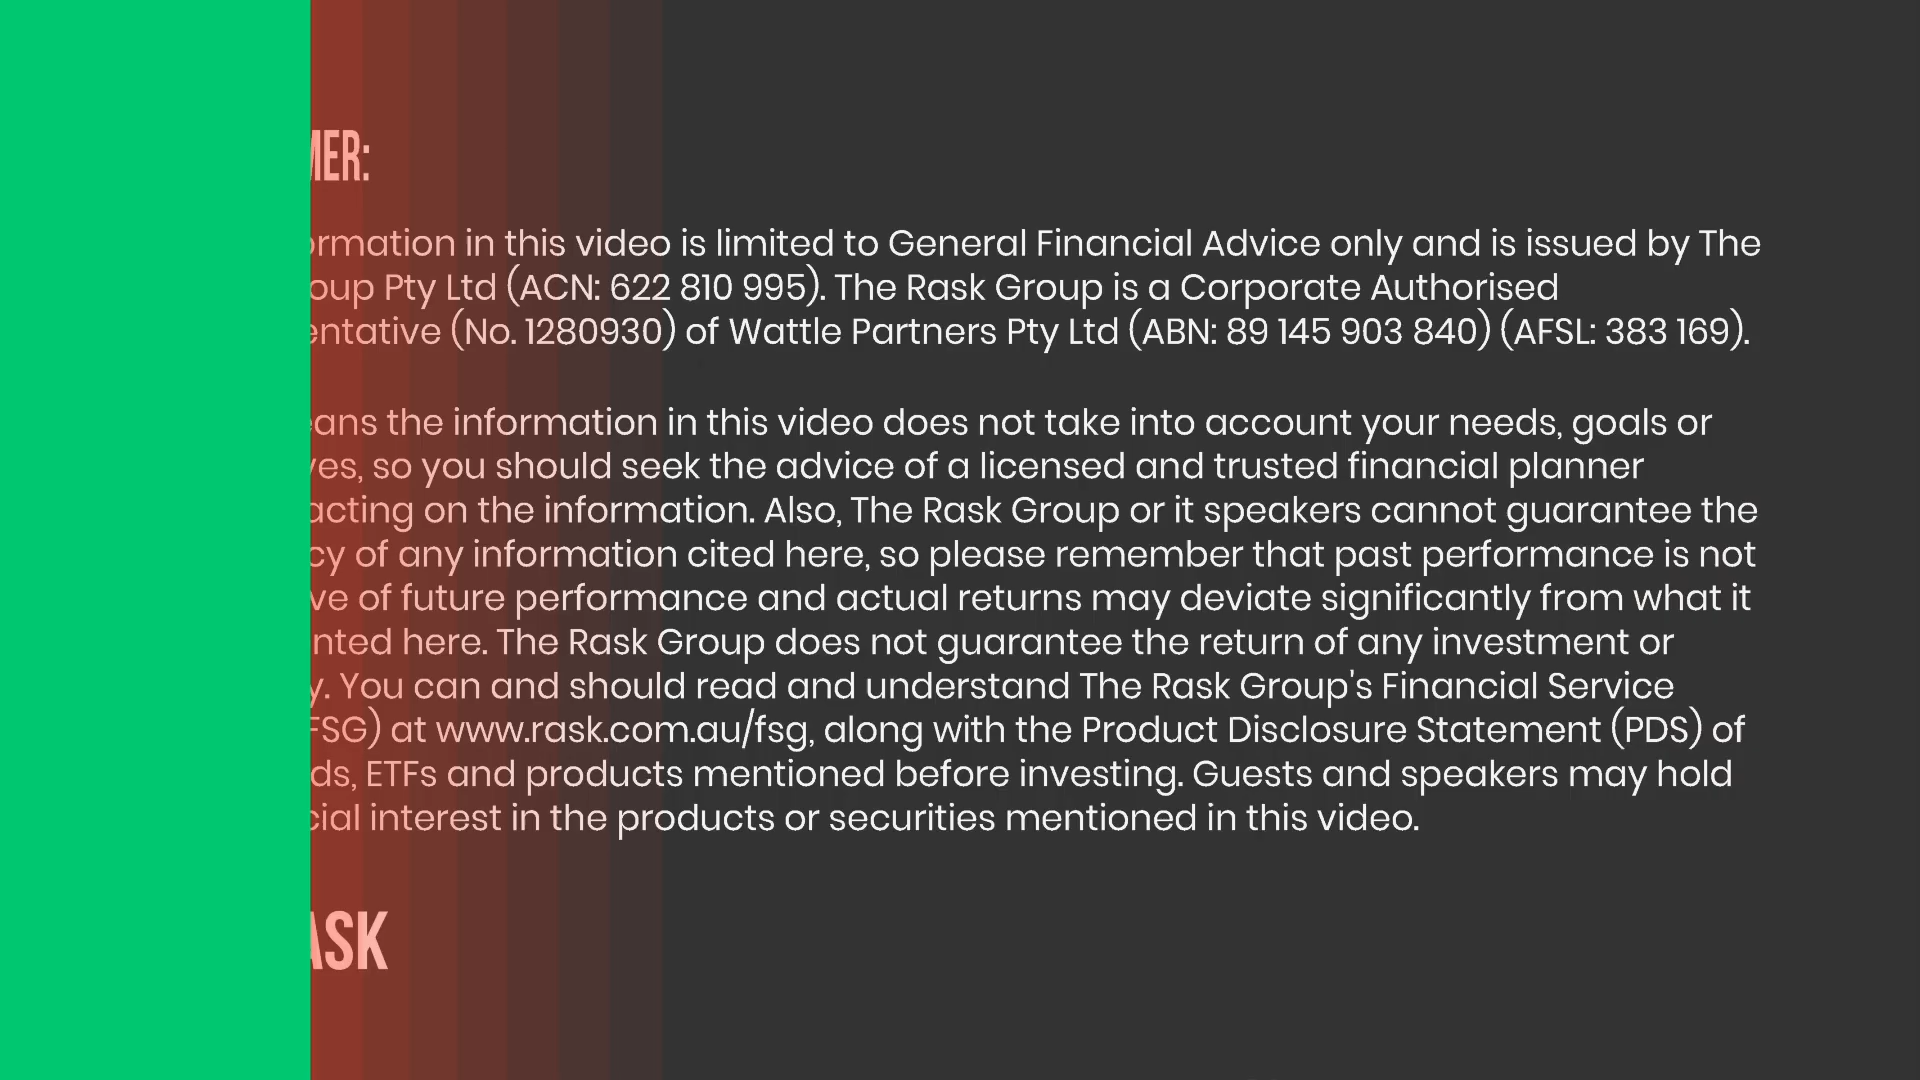 MER:
ormation in this video is limited to General Financial Advice only and is issued by The
oup Pty Ltd (ACN: 622 810 995). The Rask Group is a Corporate Authorised
entative (No. 1280930) of Wattle Partners Pty Ltd (ABN: 89 145 903 840) (AFSL: 383 169).
eans the information in this video does not take into account your needs, goals or
ves, so you should seek the advice of a licensed and trusted financial planner
acting on the information. Also, The Rask Group or it speakers cannot guarantee the
cy of any information cited here, so please remember that past performance is not
ve of future performance and actual returns may deviate significantly from what it
nted here. The Rask Group does not guarantee the return of any investment or
y. You can and should read and understand The Rask Group's Financial Service
FSG) at www.rask.com.au/fsg, along with the Product Disclosure Statement (PDS) of
ds, ETFs and products mentioned before investing. Guests and speakers may hold
cial interest in the products or securities mentioned in this video.
ASK